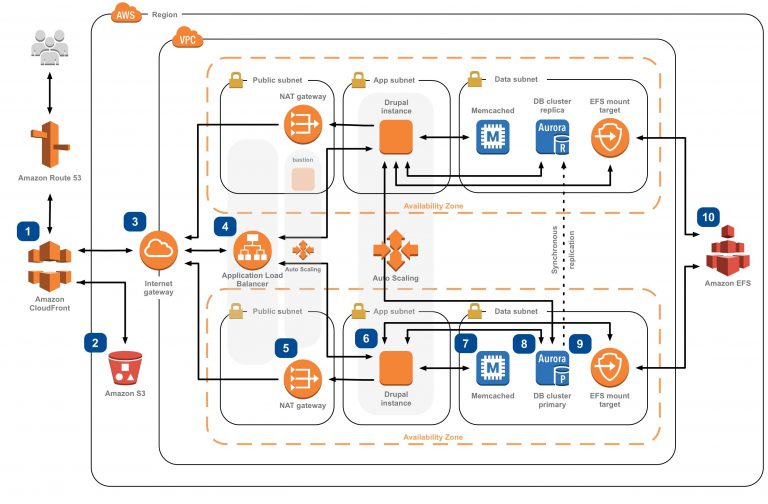 AWS
Region
VPC
Public subnet
App subnet
Data subnet
NAT gateway
Drupal
instance
Memcached
M
DB cluster
replica
Aurora
R
EFS mount
target
bastion
Amazon Route 53
Availability Zone
1
Amazon
CloudFront
3
Internet
gateway
4
Application Load
Balancer
Auto Scaling
Auto Scaling
Synchronous
replication
10
Amazon EFS
2
Amazon S3
Public subnet
App subnet
Data subnet
5
NAT gateway
6
Drupal
instance
7
M
Memcached
8
Aurora
P
DB cluster
primary
9
EFS mount
target
Availability Zone